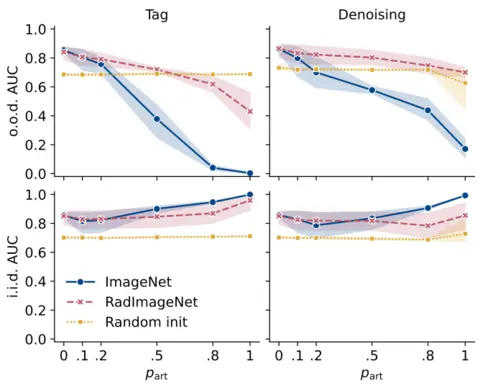 Tag
Denoising
o.o.d. AUC
1.0
0.8
0.6
0.4
0.2
0.0
i.i.d. AUC
1.0
0.8
0.6
0.4
0.2
0.0
ImageNet
RadImageNet
Random init
0 .1 .2 .5 .8 1
0 .1 .2 .5 .8 1
part
part